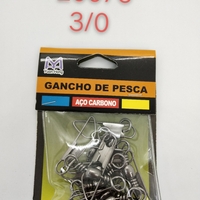 3/0
GANCHO DE PESCA
AÇO CARBONO